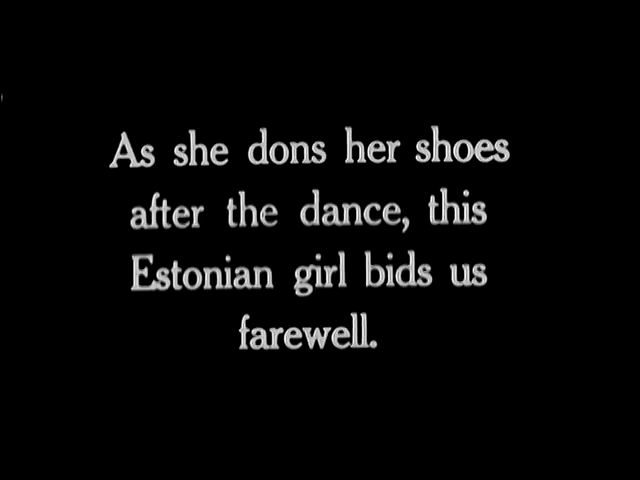 As she dons her shoes
after the dance, this
Estonian girl bids us
farewell.